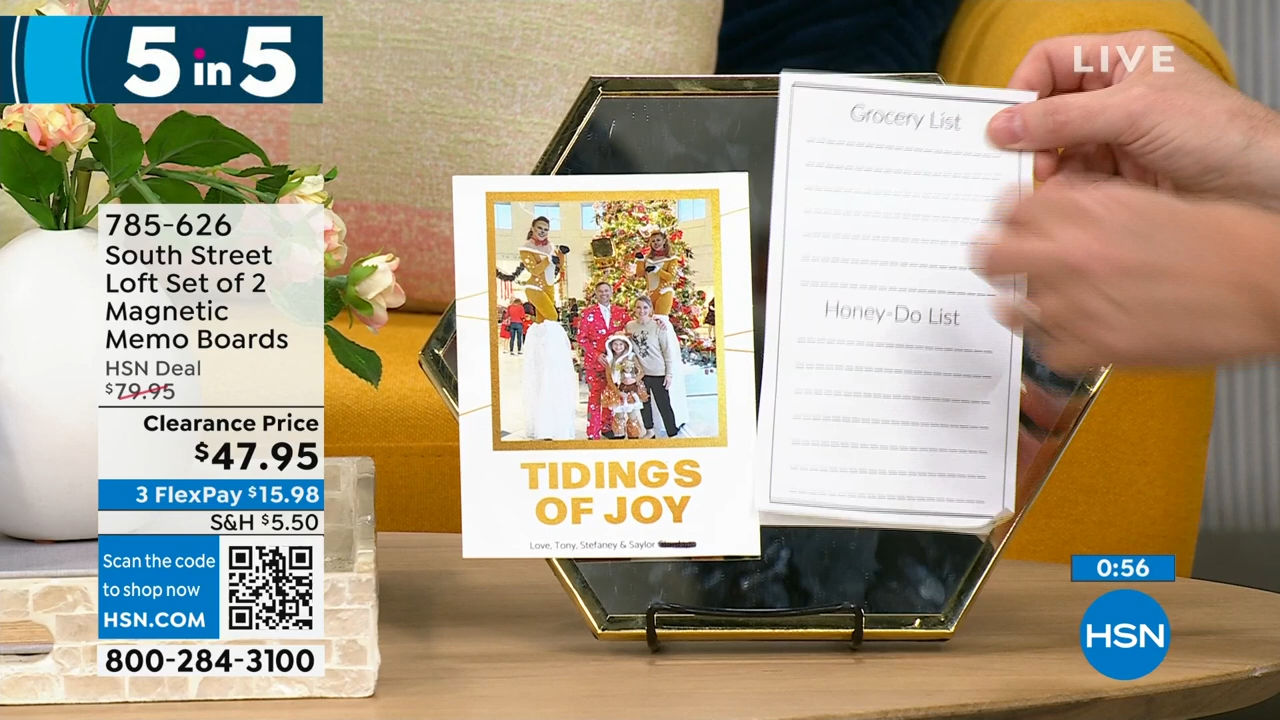 5 in 5
LIVE
785-626
South Street
Loft Set of 2
Magnetic
Memo Boards
HSN Deal
$79.95
Clearance Price
$47.95
3 FlexPay $15.98
S&H $5.50
Scan the code
to shop now
HSN.COM
800-284-3100
TIDINGS
OF JOY
Love, Tony, Stefaney & Saylor
Grocery List
Honey-Do List
0:56
HSN